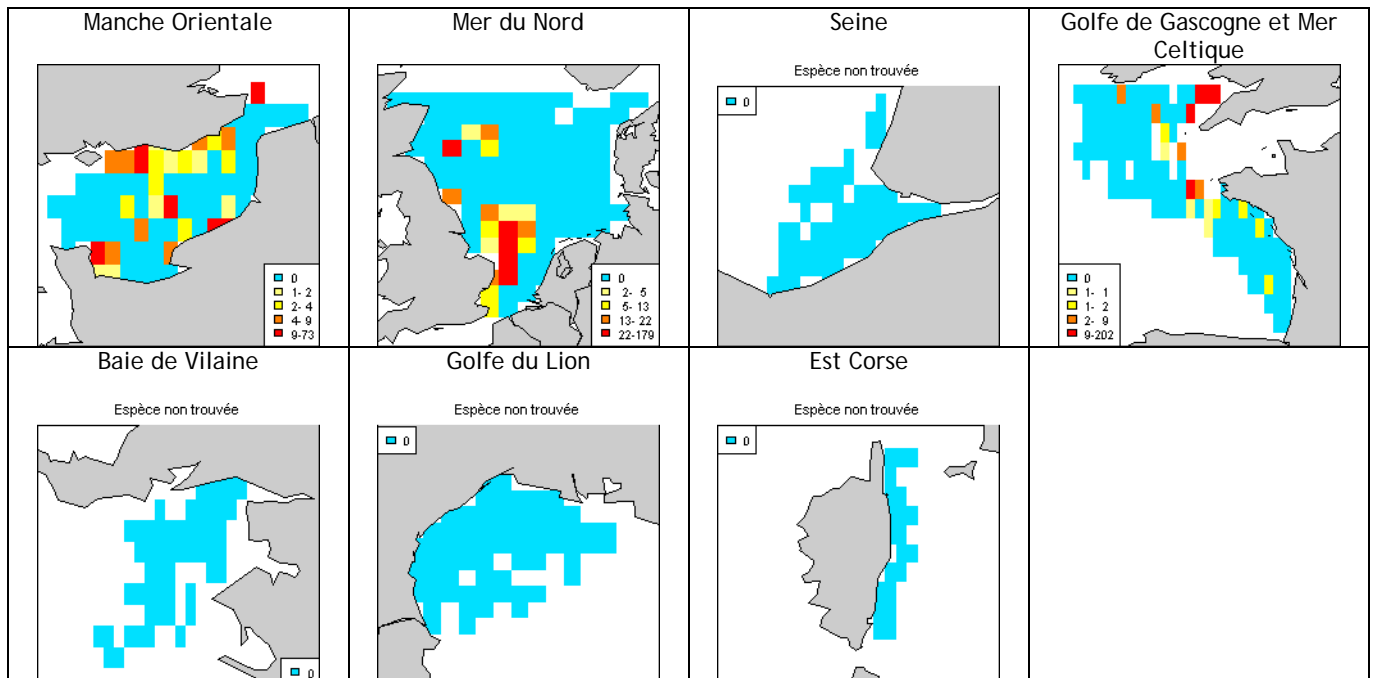 Manche Orientale
0
1- 2
2- 4
4- 9
9-73
Mer du Nord
0
2- 5
5- 13
13- 22
22-179
Seine
Espèce non trouvée
0
Golfe de Gascogne et Mer
Celtique
0
1- 1
1- 2
2- 9
9-202
Baie de Vilaine
Espèce non trouvée
0
Golfe du Lion
Espèce non trouvée
0
Est Corse
Espèce non trouvée
0